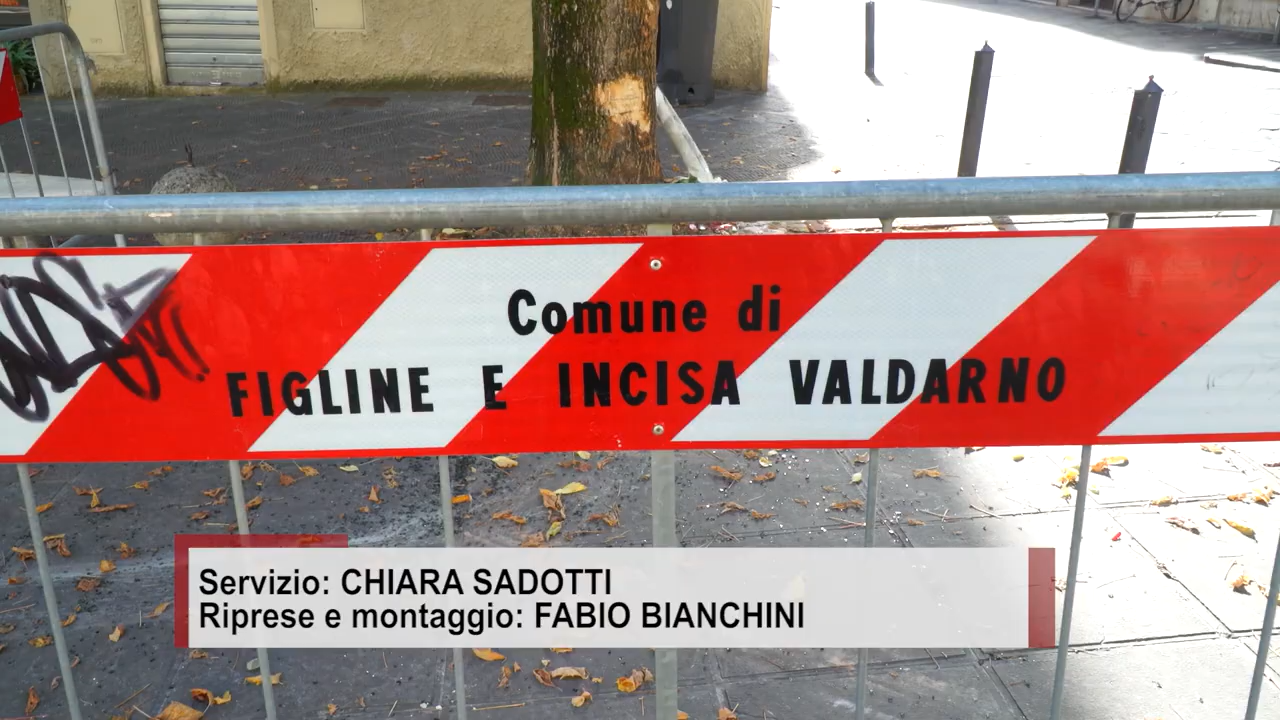 Comune di
FIGLINE E INCISA VALDARNO
Servizio: CHIARA SADOTTI
Riprese e montaggio: FABIO BIANCHINI